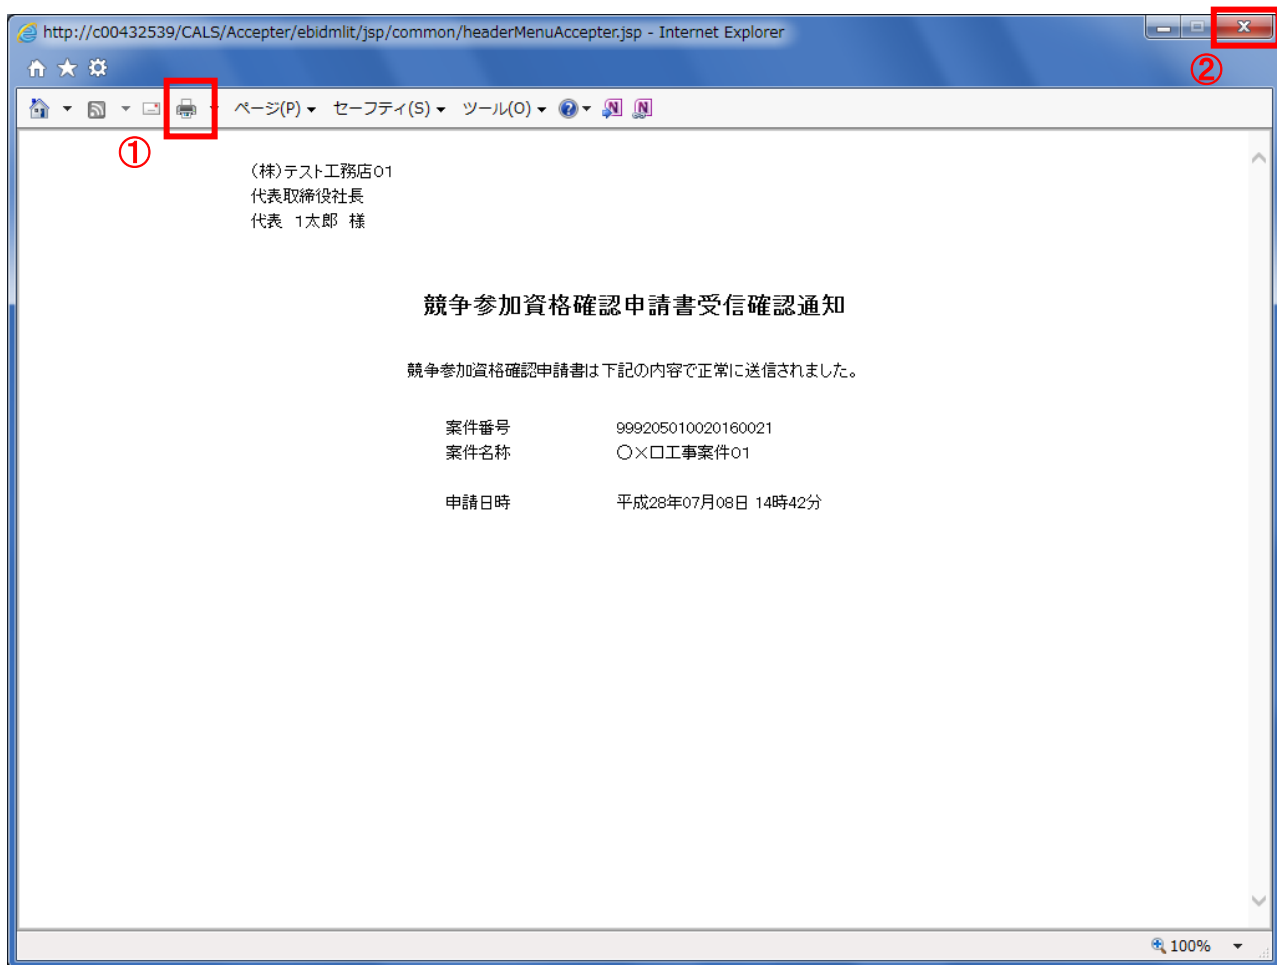 http://c00432539/CALS/Accepter/ebidmlit/jsp/common/headerMenuAccepter.jsp - Internet Explorer
②
ページ(P) セーフティ(S) ツール(O)
①
(株)テスト工務店01
代表取締役社長
代表 1太郎 様
競争参加資格確認申請書受信確認通知
競争参加資格確認申請書は下記の内容で正常に送信されました。
案件番号 999205010020160021
案件名称 〇×口工事案件01
申請日時 平成28年07月08日 14時42分
100%